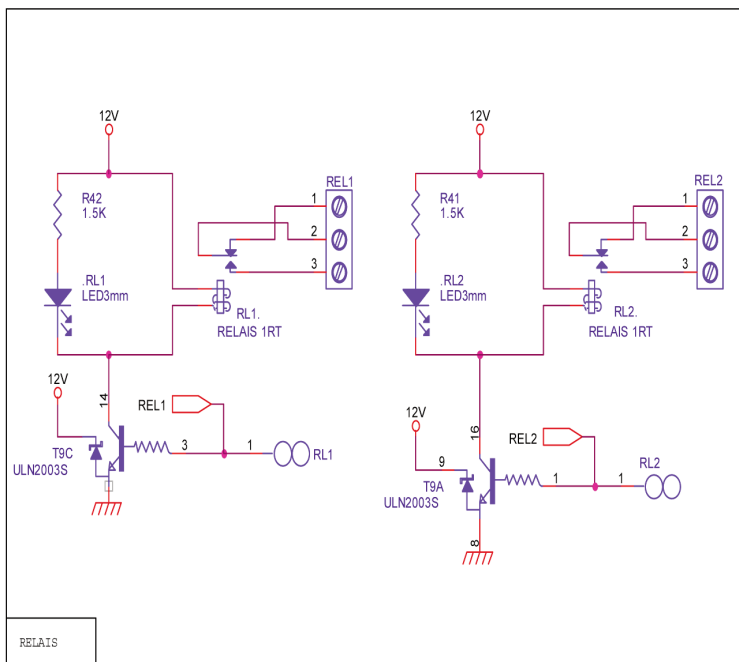 12V
R42
1.5K
.RL1
LED3mm
REL1
1
2
3
RL1.
RELAIS 1RT
14
12V
REL1
T9C
ULN2003S
3
1
RL1
12V
R41
1.5K
.RL2
LED3mm
REL2
1
2
3
RL2.
RELAIS 1RT
16
12V
REL2
9
T9A
ULN2003S
1
1
RL2
8
RELAIS